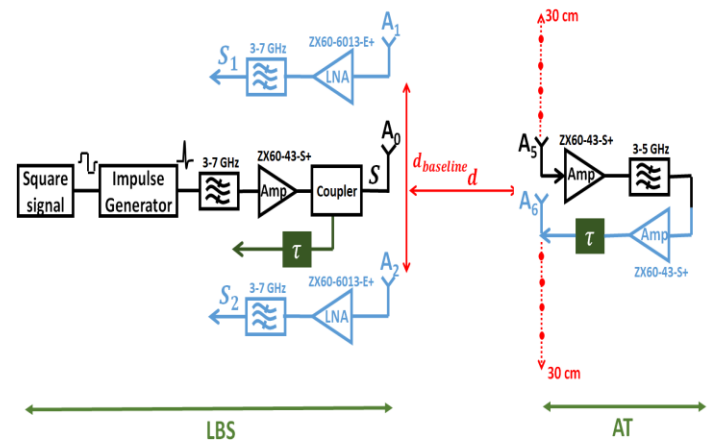 S1
3-7 GHz
ZX60-6013-E+
LNA
A1
30 cm
Square signal
Impulse Generator
3-7 GHz
ZX60-43-S+
Amp
Coupler
S
A0
τ
dbaseline
d
A5
ZX60-43-S+
Amp
3-5 GHz
A6
τ
Amp
ZX60-43-S+
S2
3-7 GHz
ZX60-6013-E+
LNA
A2
30 cm
LBS
AT